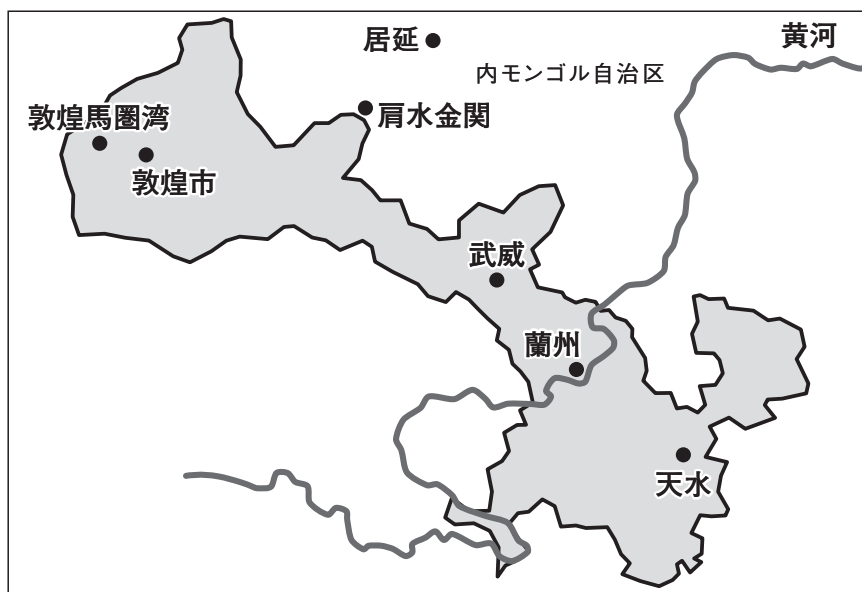 居延
黄河
内モンゴル自治区
肩水金関
敦煌馬圏湾
敦煌市
武威
蘭州
天水